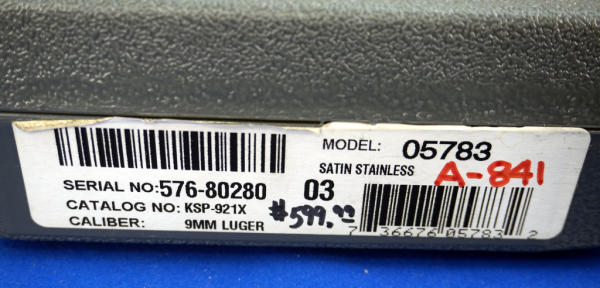 MODEL: 05783
SATIN STAINLESS
A-841
SERIAL NO: 576-80280 03
CATALOG NO: KSP-921X
#599.00
CALIBER: 9MM LUGER
7 36676 05783 2